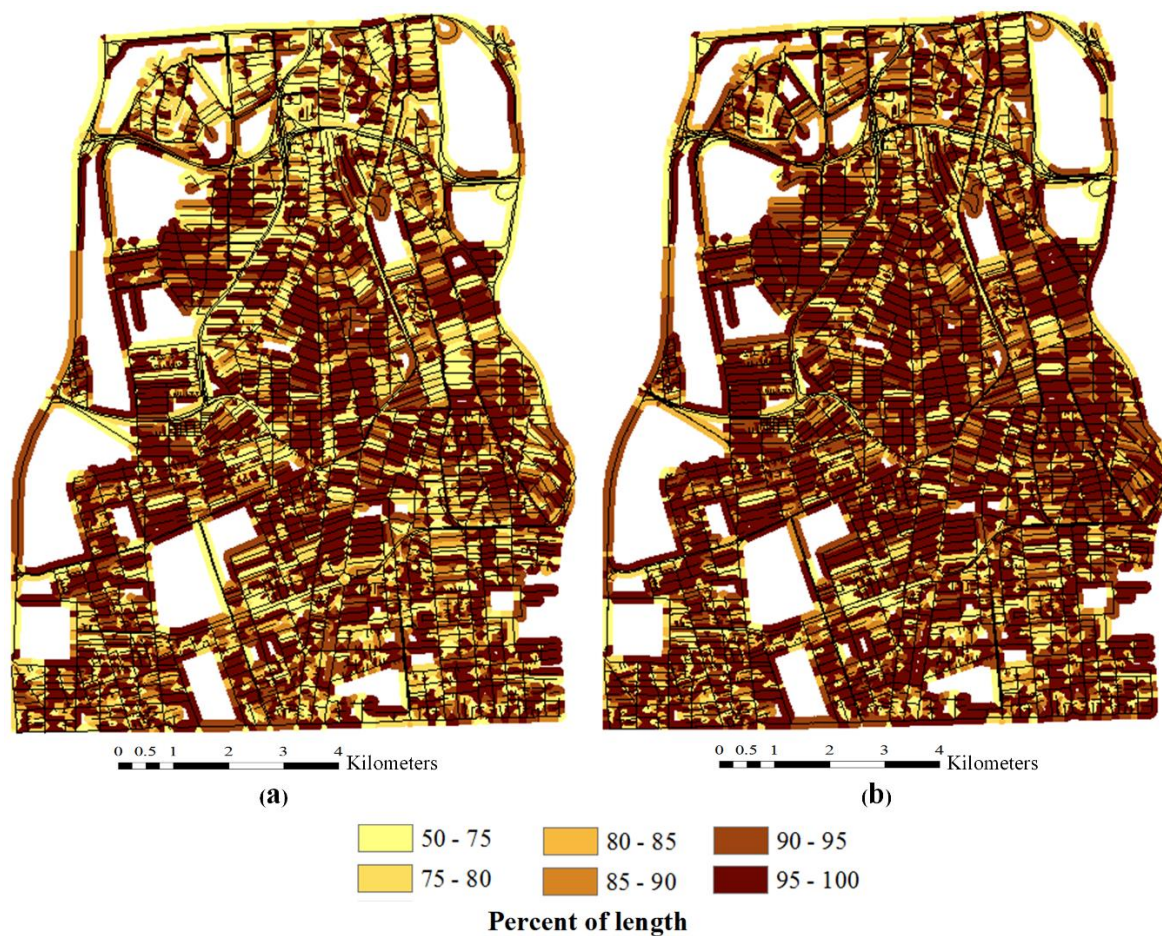 0 0.5 1 2 3 4 Kilometers
0 0.5 1 2 3 4 Kilometers
(a)
(b)
50 - 75
80 - 85
90 - 95
75 - 80
85 - 90
95 - 100
Percent of length